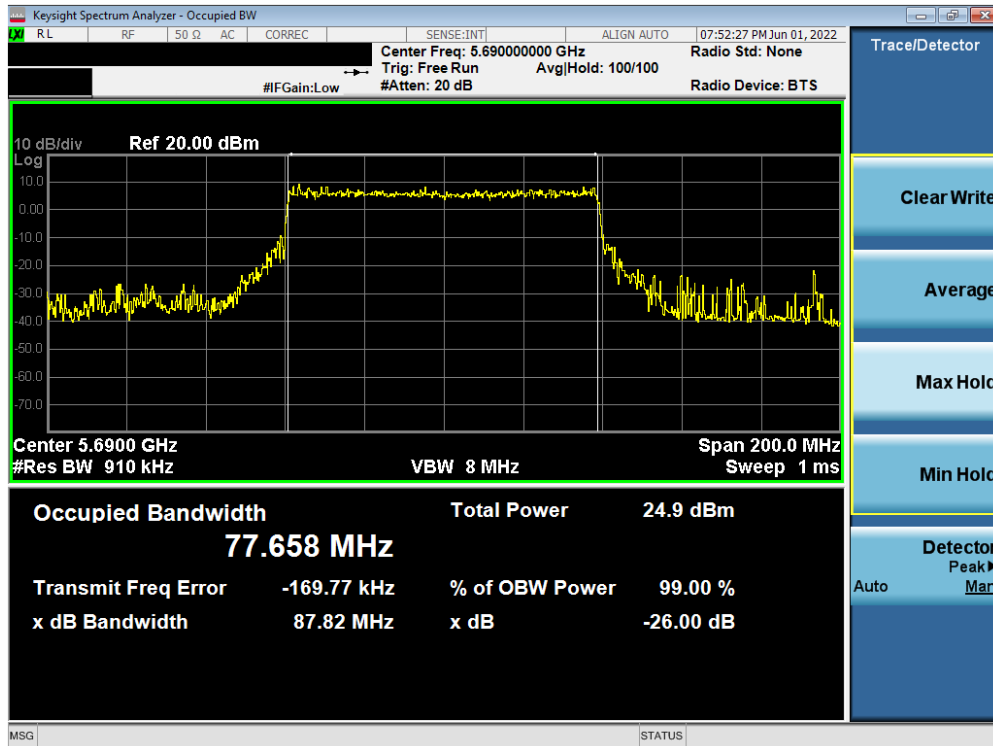 Keysight Spectrum Analyzer - Occupied BW
LXI RL RF 50 Ω AC CORREC SENSE:INT ALIGN AUTO 07:52:27 PM Jun 01, 2022
Center Freq: 5.690000000 GHz Radio Std: None
Trig: Free Run Avg|Hold: 100/100
#IFGain:Low #Atten: 20 dB Radio Device: BTS
10 dB/div Ref 20.00 dBm
Log
10.0
0.00
-10.0
-20.0
-30.0
-40.0
-50.0
-60.0
-70.0
Center 5.6900 GHz Span 200.0 MHz
#Res BW 910 kHz VBW 8 MHz Sweep 1 ms
Occupied Bandwidth Total Power 24.9 dBm
77.658 MHz
Transmit Freq Error -169.77 kHz % of OBW Power 99.00 %
x dB Bandwidth 87.82 MHz x dB -26.00 dB
Trace/Detector
Clear Write
Average
Max Hold
Min Hold
Detector
Peak▶
Auto Man
MSG STATUS